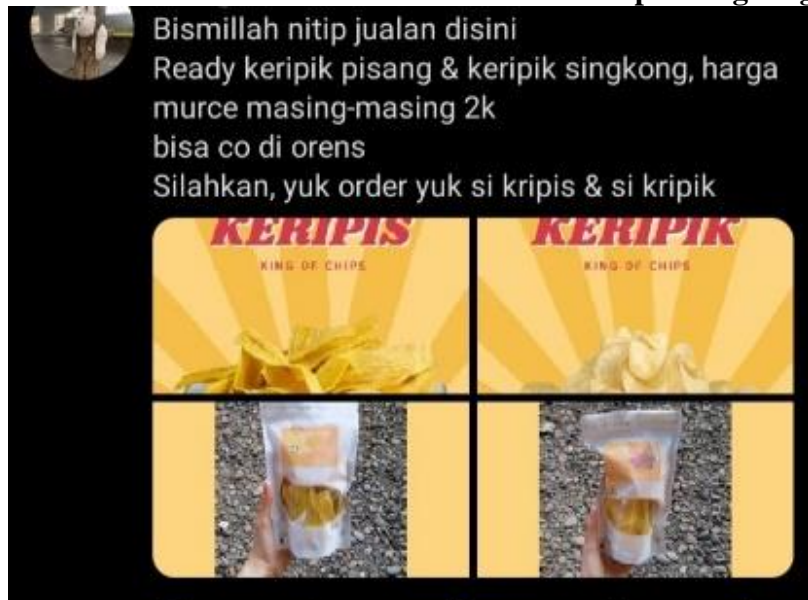 Bismillah nitip jualan disini
Ready keripik pisang & keripik singkong, harga
murce masing-masing 2k
bisa co di orens
Silahkan, yuk order yuk si kripis & si kripik
KERIPIS
KING OF CHIPS
KERIPIK
KING OF CHIPS